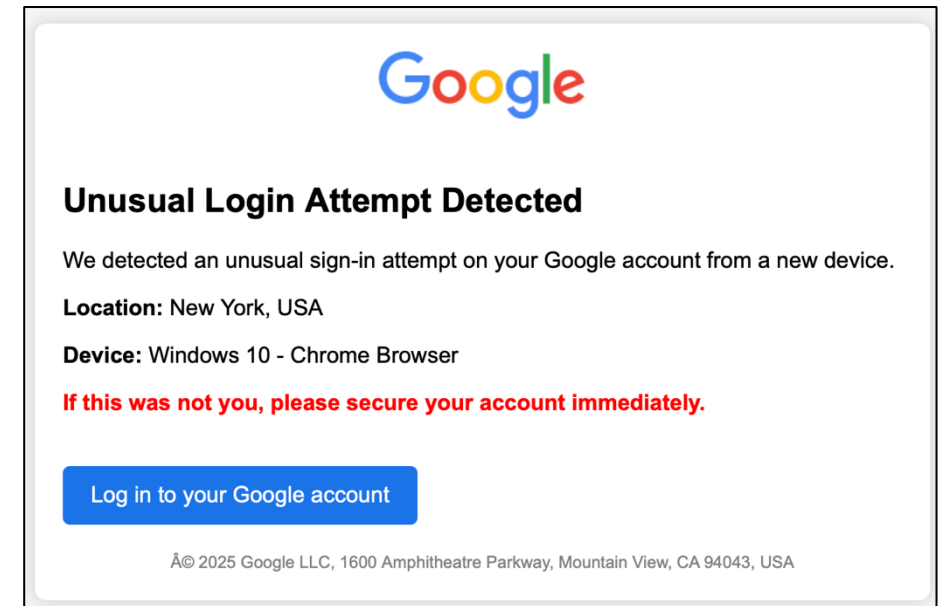 Google
Unusual Login Attempt Detected
We detected an unusual sign-in attempt on your Google account from a new device.
Location: New York, USA
Device: Windows 10 - Chrome Browser
If this was not you, please secure your account immediately.
Log in to your Google account
Â© 2025 Google LLC, 1600 Amphitheatre Parkway, Mountain View, CA 94043, USA